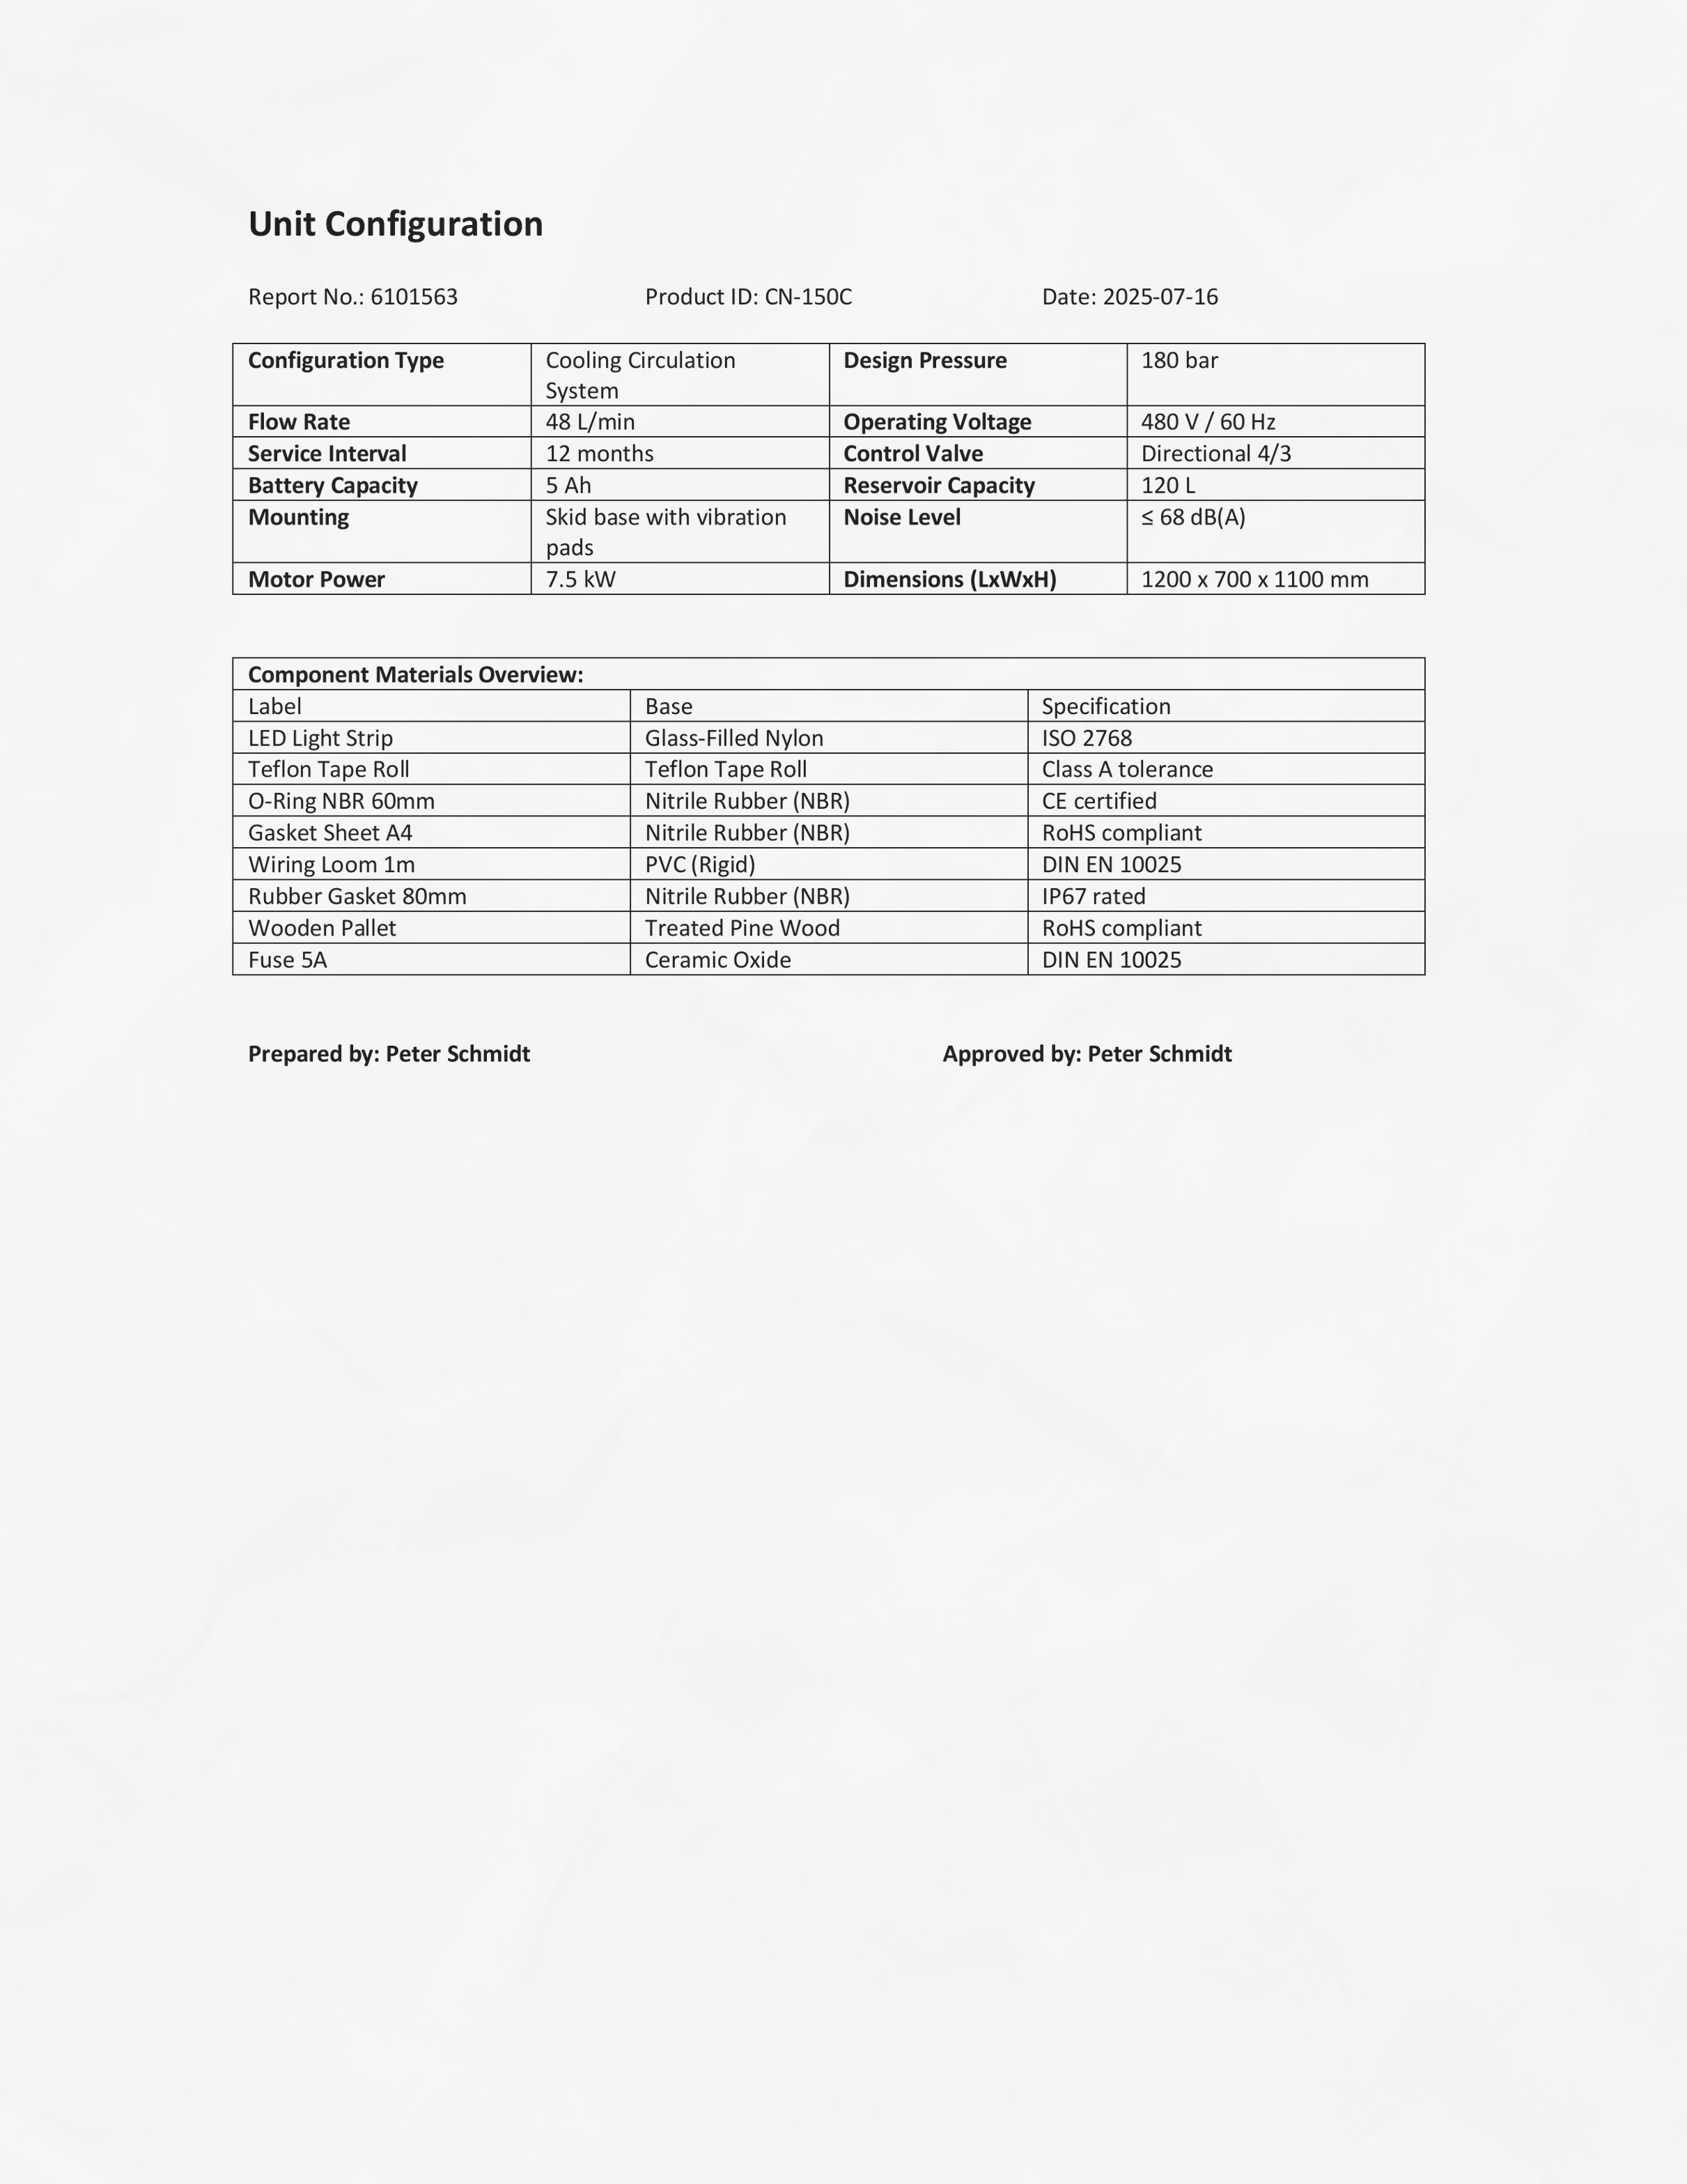 Unit Configuration
Report No.: 6101563 Product ID: CN-150C Date: 2025-07-16
Configuration Type Cooling Circulation System Design Pressure 180 bar
Flow Rate 48 L/min Operating Voltage 480 V / 60 Hz
Service Interval 12 months Control Valve Directional 4/3
Battery Capacity 5 Ah Reservoir Capacity 120 L
Mounting Skid base with vibration pads Noise Level ≤ 68 dB(A)
Motor Power 7.5 kW Dimensions (LxWxH) 1200 x 700 x 1100 mm
Component Materials Overview:
Label Base Specification
LED Light Strip Glass-Filled Nylon ISO 2768
Teflon Tape Roll Teflon Tape Roll Class A tolerance
O-Ring NBR 60mm Nitrile Rubber (NBR) CE certified
Gasket Sheet A4 Nitrile Rubber (NBR) RoHS compliant
Wiring Loom 1m PVC (Rigid) DIN EN 10025
Rubber Gasket 80mm Nitrile Rubber (NBR) IP67 rated
Wooden Pallet Treated Pine Wood RoHS compliant
Fuse 5A Ceramic Oxide DIN EN 10025
Prepared by: Peter Schmidt Approved by: Peter Schmidt